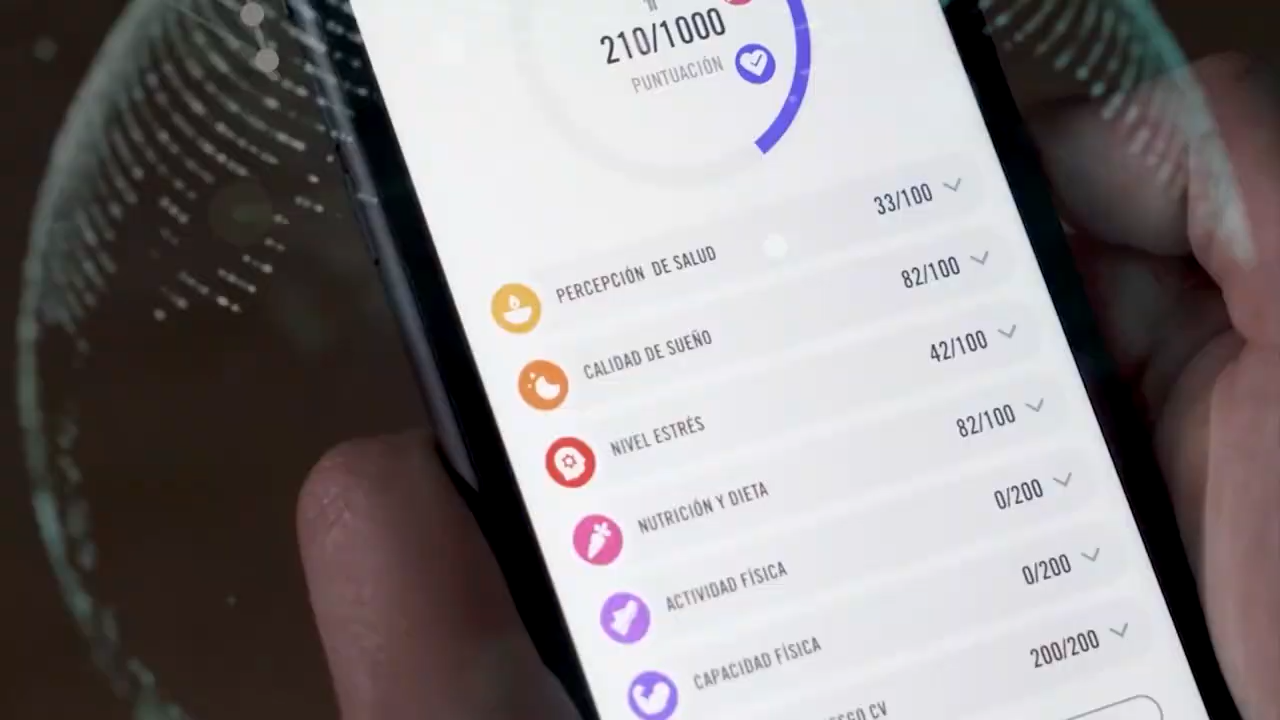 210/1000
PUNTUACIÓN
PERCEPCIÓN DE SALUD 33/100
CALIDAD DE SUEÑO 82/100
NIVEL ESTRÉS 42/100
NUTRICIÓN Y DIETA 82/100
ACTIVIDAD FÍSICA 0/200
CAPACIDAD FÍSICA 0/200
CV 200/200